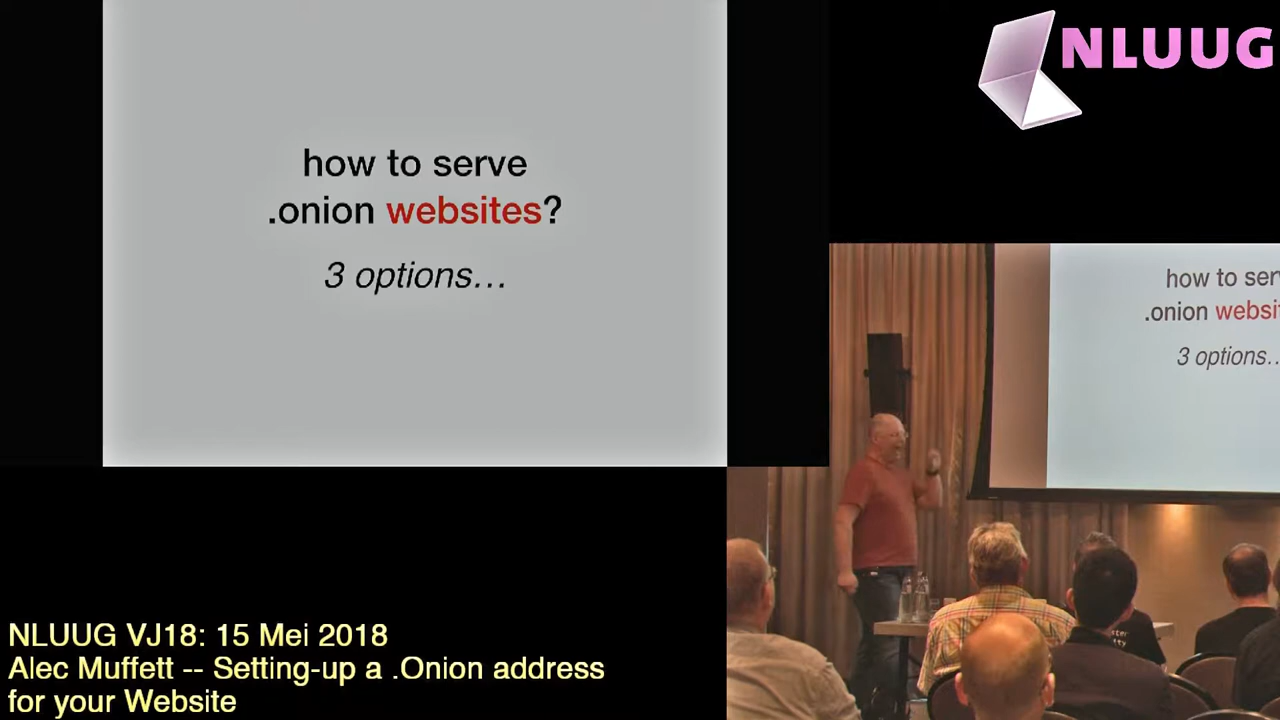 how to serve
.onion websites?
3 options…
NLUUG
how to ser
.onion websi
3 options..
NLUUG VJ18: 15 Mei 2018
Alec Muffett -- Setting-up a .Onion address
for your Website